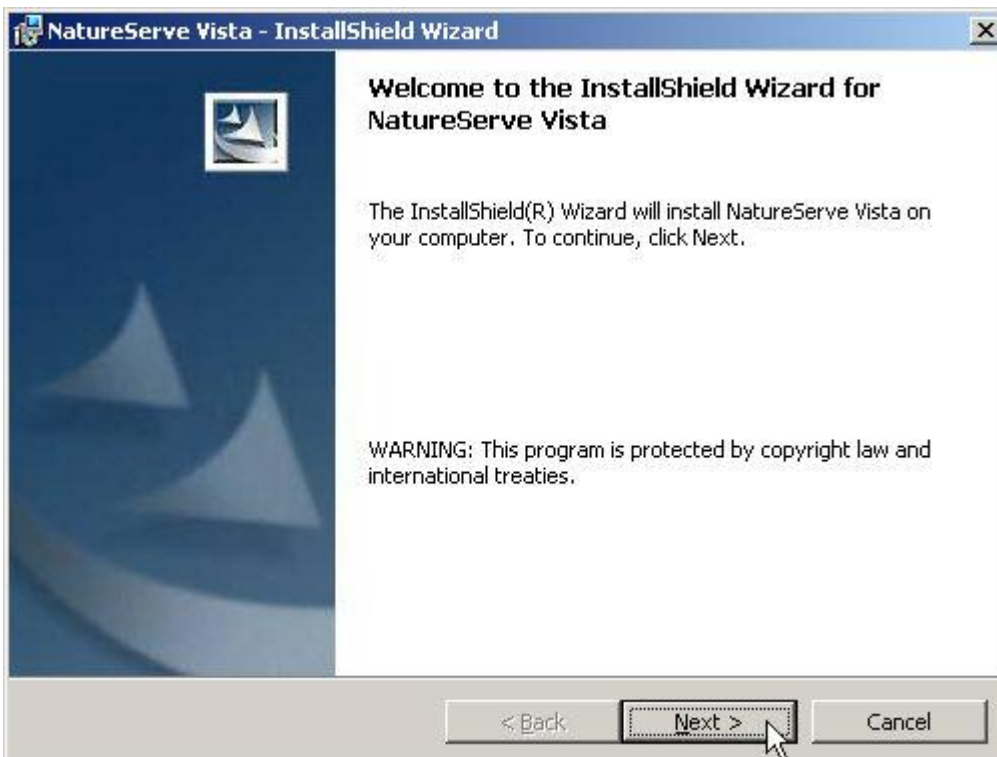 NatureServe Vista - InstallShield Wizard
Welcome to the InstallShield Wizard for
NatureServe Vista
The InstallShield(R) Wizard will install NatureServe Vista on
your computer. To continue, click Next.
WARNING: This program is protected by copyright law and
international treaties.
< Back
Next >
Cancel